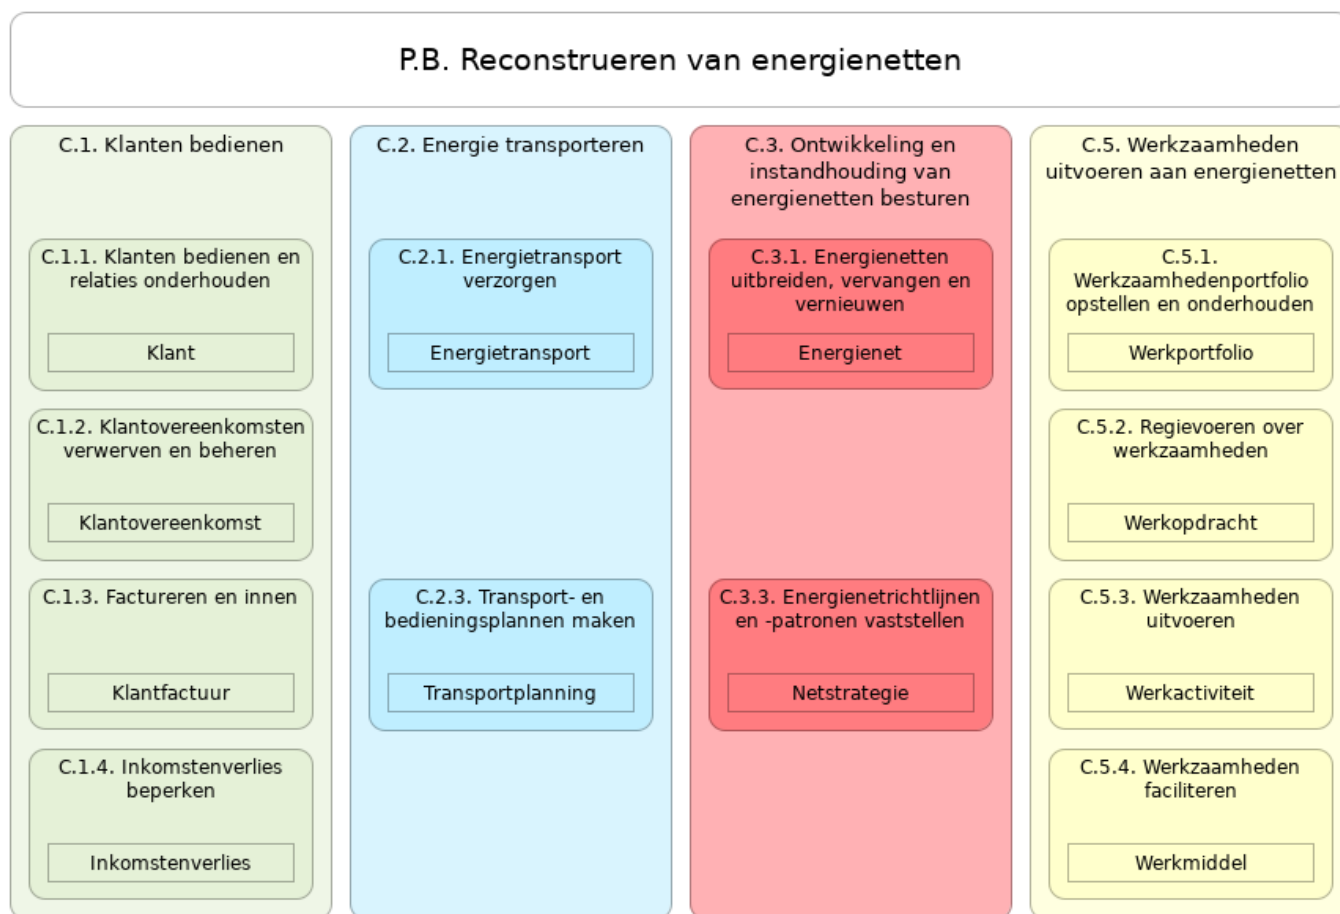 P.B. Reconstrueren van energienetten
C.1. Klanten bedienen
C.1.1. Klanten bedienen en
relaties onderhouden
Klant
C.1.2. Klantovereenkomsten
verwerven en beheren
Klantovereenkomst
C.1.3. Factureren en innen
Klantfactuur
C.1.4. Inkomstenverlies
beperken
Inkomstenverlies
C.2. Energie transporteren
C.2.1. Energietransport
verzorgen
Energietransport
C.2.3. Transport- en
bedieningsplannen maken
Transportplanning
C.3. Ontwikkeling en
instandhouding van
energienetten besturen
C.3.1. Energienetten
uitbreiden, vervangen en
vernieuwen
Energienet
C.3.3. Energienetrichtlijnen
en -patronen vaststellen
Netstrategie
C.5. Werkzaamheden
uitvoeren aan energienetten
C.5.1.
Werkzaamhedenportfolio
opstellen en onderhouden
Werkportfolio
C.5.2. Regievoeren over
werkzaamheden
Werkopdracht
C.5.3. Werkzaamheden
uitvoeren
Werkactiviteit
C.5.4. Werkzaamheden
faciliteren
Werkmiddel